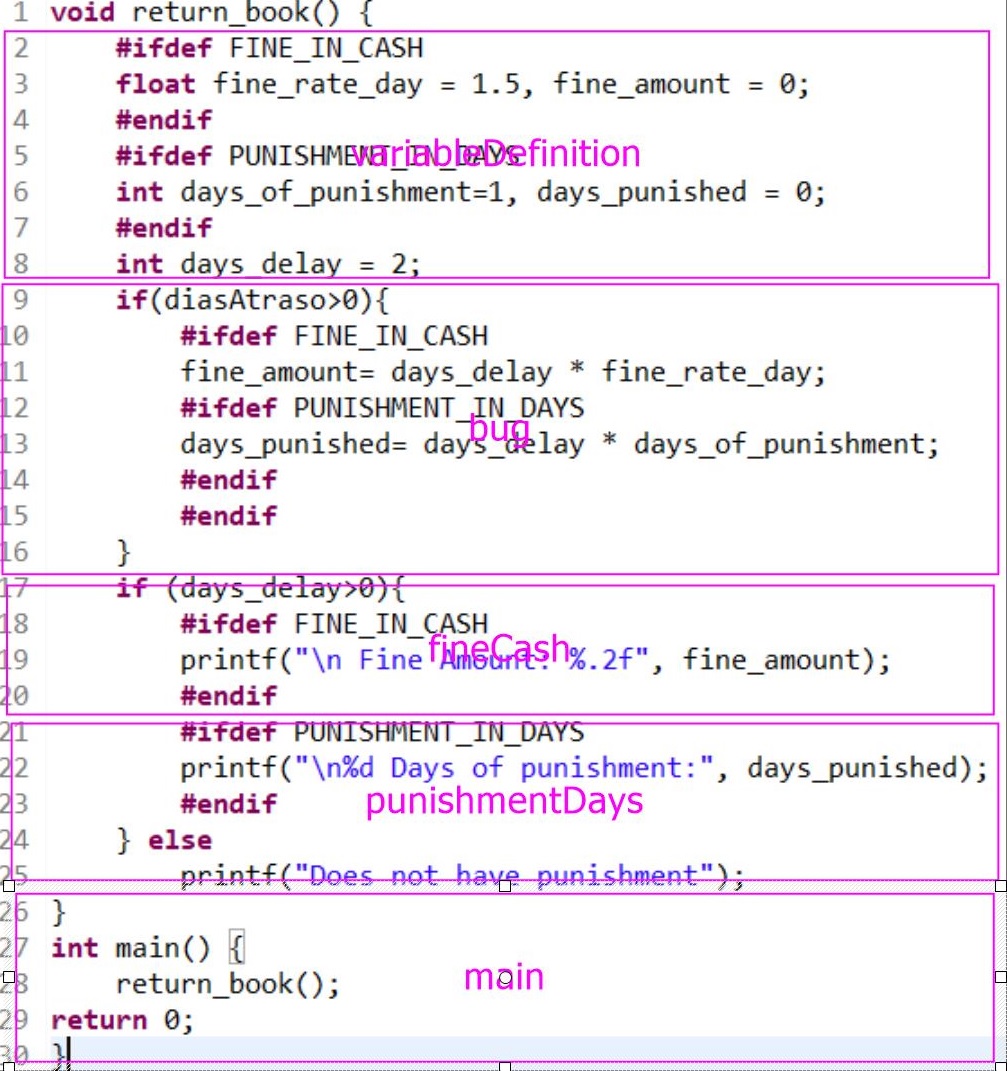 1 void return_book() {
2 #ifdef FINE_IN_CASH
3 float fine_rate_day = 1.5, fine_amount = 0;
4 #endif
5 #ifdef PUNISHMENT_IN_DAYS
variableDefinition
6 int days_of_punishment=1, days_punished = 0;
7 #endif
8 int days_delay = 2;
9 if(diasAtraso>0){
10 #ifdef FINE_IN_CASH
11 fine_amount= days_delay * fine_rate_day;
12 #ifdef PUNISHMENT_IN_DAYS
bug
13 days_punished= days_delay * days_of_punishment;
14 #endif
15 #endif
16 }
17 if (days_delay>0){
18 #ifdef FINE_IN_CASH
fineCash
19 printf("\n Fine Amount: %.2f", fine_amount);
20 #endif
21 #ifdef PUNISHMENT_IN_DAYS
22 printf("\n%d Days of punishment:", days_punished);
23 #endif
punishmentDays
24 } else
25 printf("Does not have punishment");
26 }
27 int main() {
main
28 return_book();
29 return 0;
30 }